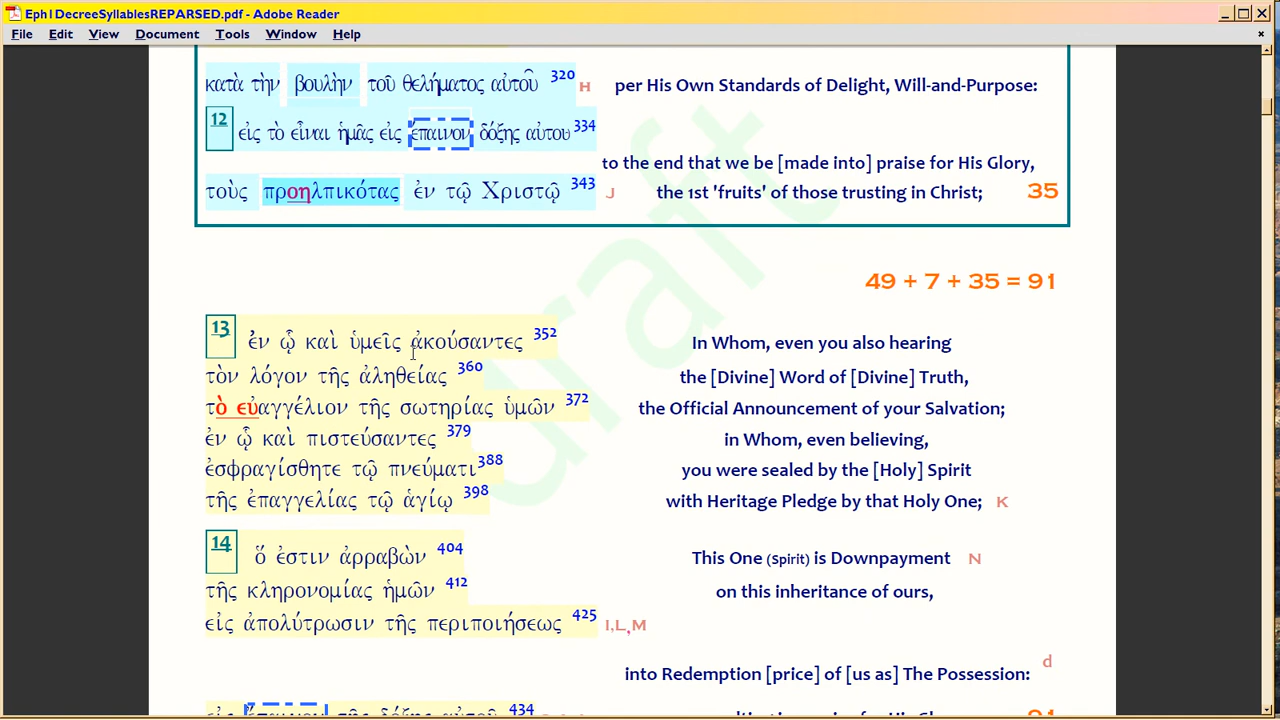 Eph1DecreeSyllablesREPARSED.pdf - Adobe Reader
File Edit View Document Tools Window Help
κατὰ τὴν βουλὴν τοῦ θελήματος αὐτοῦ 320 H per His Own Standards of Delight, Will-and-Purpose:
12 εἰς τὸ εἶναι ἡμᾶς εἰς ἔπαινον δόξης αὐτου 334
to the end that we be [made into] praise for His Glory,
τοὺς προηλπικότας ἐν τῷ Χριστῷ 343 J the 1st 'fruits' of those trusting in Christ; 35
49 + 7 + 35 = 91
13 ἐν ᾧ καὶ ὑμεῖς ἀκούσαντες 352 In Whom, even you also hearing
τὸν λόγον τῆς ἀληθείας 360 the [Divine] Word of [Divine] Truth,
τὸ εὐαγγέλιον τῆς σωτηρίας ὑμῶν 372 the Official Announcement of your Salvation;
ἐν ᾧ καὶ πιστεύσαντες 379 in Whom, even believing,
ἐσφραγίσθητε τῷ πνεύματι 388 you were sealed by the [Holy] Spirit
τῆς ἐπαγγελίας τῷ ἁγίῳ 398 with Heritage Pledge by that Holy One; K
14 ὅ ἐστιν ἀρραβὼν 404 This One (Spirit) is Downpayment N
τῆς κληρονομίας ἡμῶν 412 on this inheritance of ours,
εἰς ἀπολύτρωσιν τῆς περιποιήσεως 425 I,L,M
d
into Redemption [price] of [us as] The Possession:
434
draft